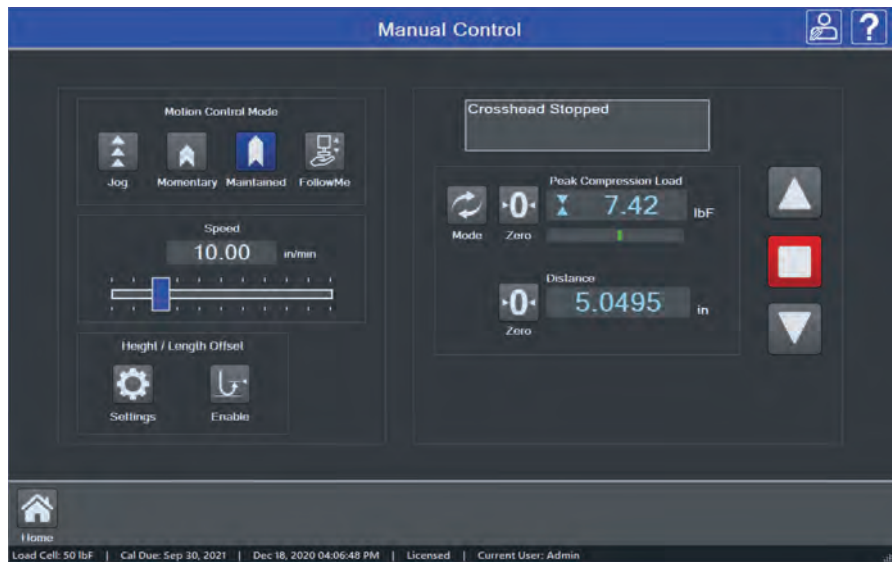 Manual Control
?
Motion Control Mode
Jog Momentary Maintained FollowMe
Speed
10.00 in/min
Height / Length Offset
Settings Enable
Crosshead Stopped
Peak Compression Load
0 7.42 lbF
Mode Zero
Distance
0 5.0495 in
Zero
Home
Load Cell: 50 lbF | Cal Due: Sep 30, 2021 | Dec 18, 2020 04:06:48 PM | Licensed | Current User: Admin